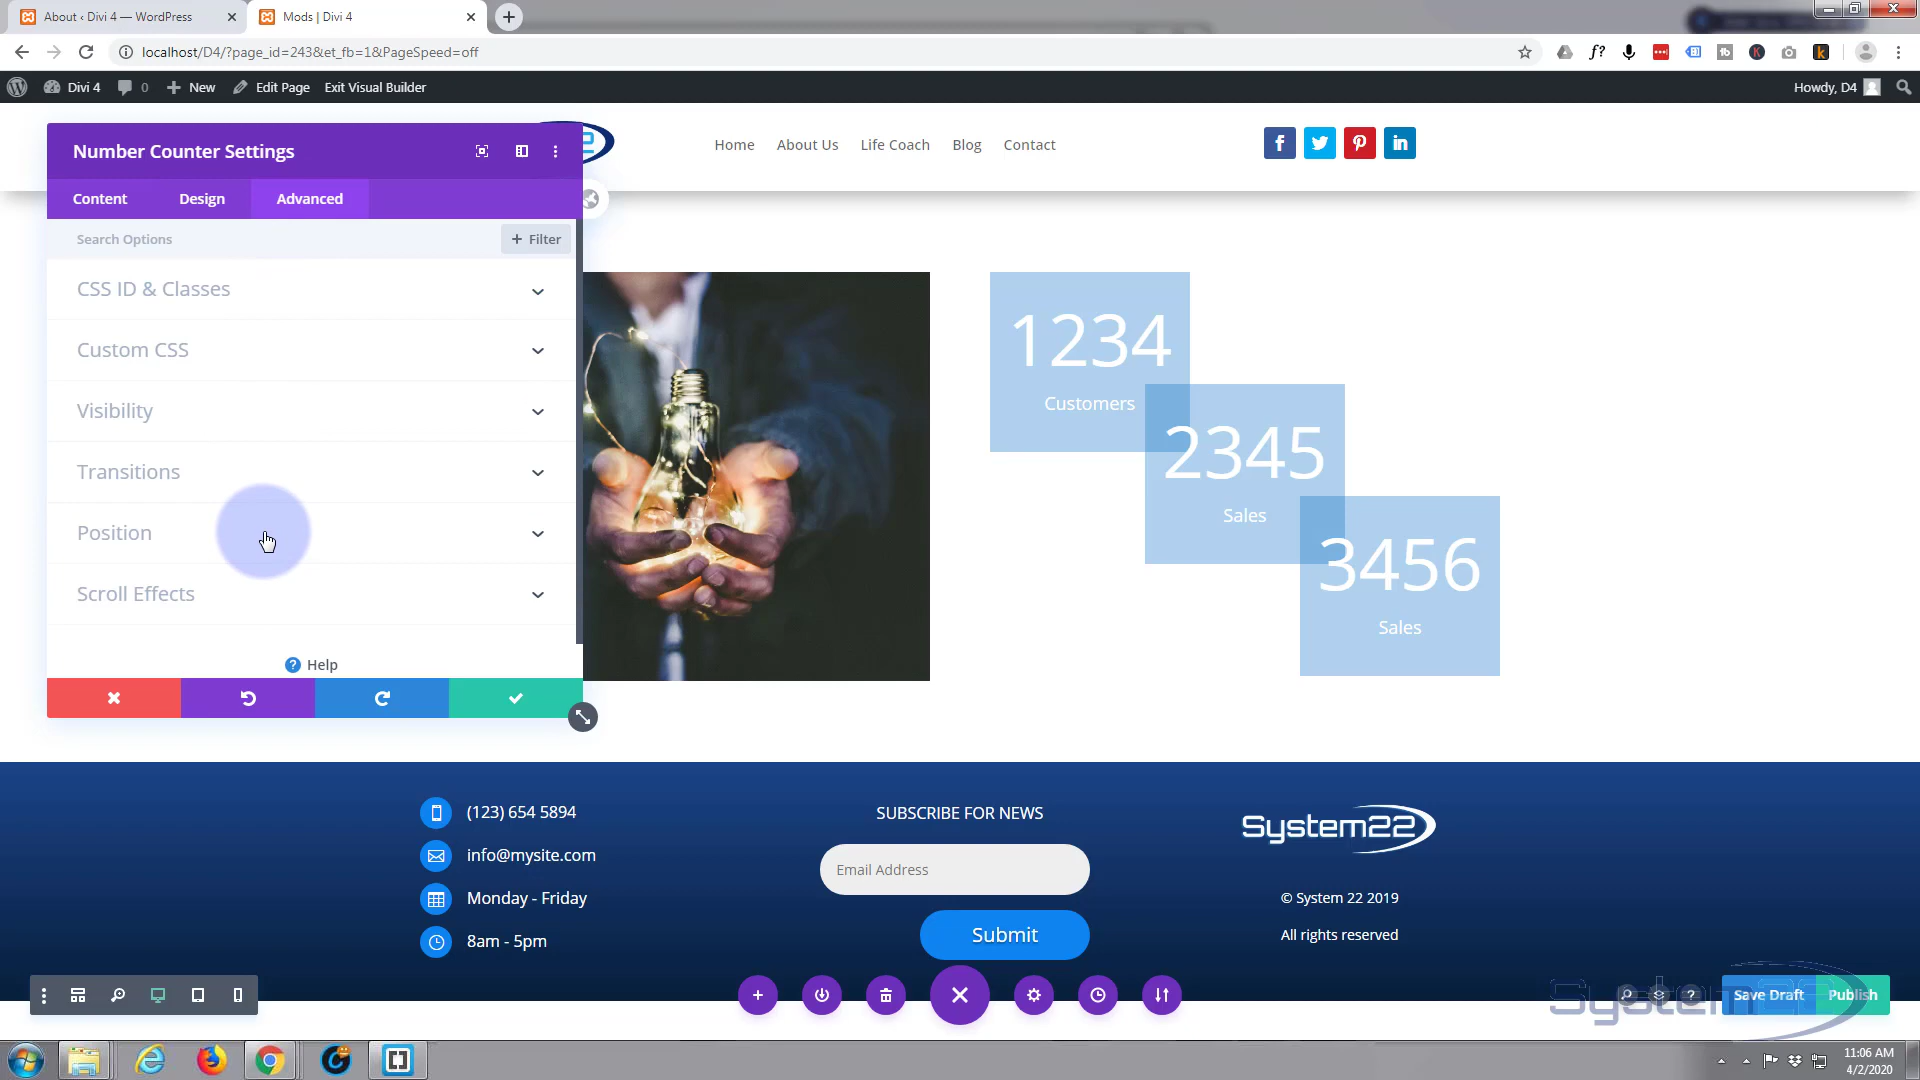 About ‹ Divi 4 — WordPress
Mods | Divi 4
localhost/D4/?page_id=243&et_fb=1&PageSpeed=off
Divi 4
0
New
Edit Page
Exit Visual Builder
Howdy, D4
Number Counter Settings
Home
About Us
Life Coach
Blog
Contact
Content
Design
Advanced
Search Options
+ Filter
CSS ID & Classes
Custom CSS
Visibility
Transitions
Position
Scroll Effects
Help
1234
Customers
2345
Sales
3456
Sales
(123) 654 5894
info@mysite.com
Monday - Friday
8am - 5pm
SUBSCRIBE FOR NEWS
Email Address
Submit
System22
© System 22 2019
All rights reserved
Save Draft
Publish
System22
11:06 AM
4/2/2020